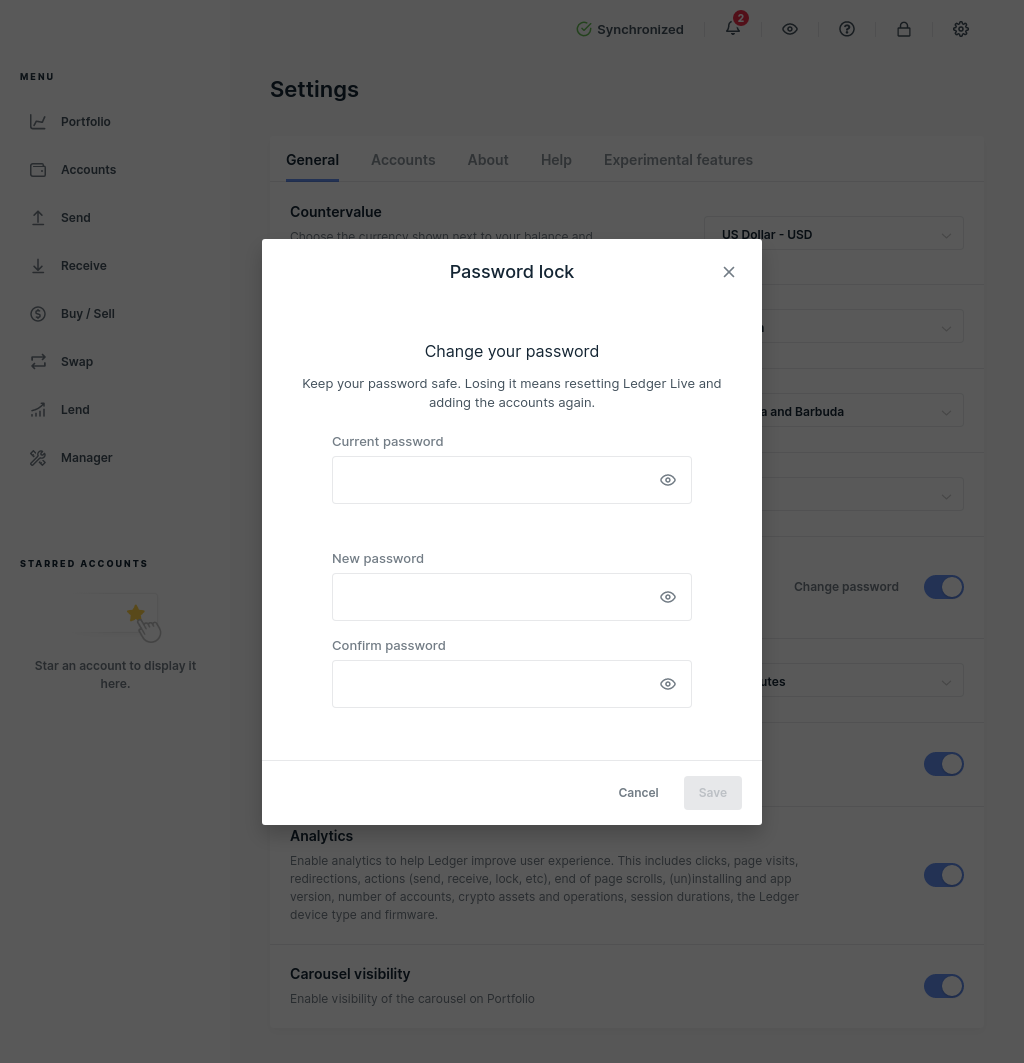 Synchronized
2
MENU
Portfolio
Accounts
Send
Receive
Buy / Sell
Swap
Lend
Manager
STARRED ACCOUNTS
Star an account to display it
here.
Settings
General Accounts About Help Experimental features
Countervalue
Choose the currency shown next to your balance and
US Dollar - USD
Password lock
Change your password
Keep your password safe. Losing it means resetting Ledger Live and
adding the accounts again.
Current password
New password
Confirm password
Cancel
Save
and Barbuda
Change password
Analytics
Enable analytics to help Ledger improve user experience. This includes clicks, page visits,
redirections, actions (send, receive, lock, etc), end of page scrolls, (un)installing and app
version, number of accounts, crypto assets and operations, session durations, the Ledger
device type and firmware.
Carousel visibility
Enable visibility of the carousel on Portfolio